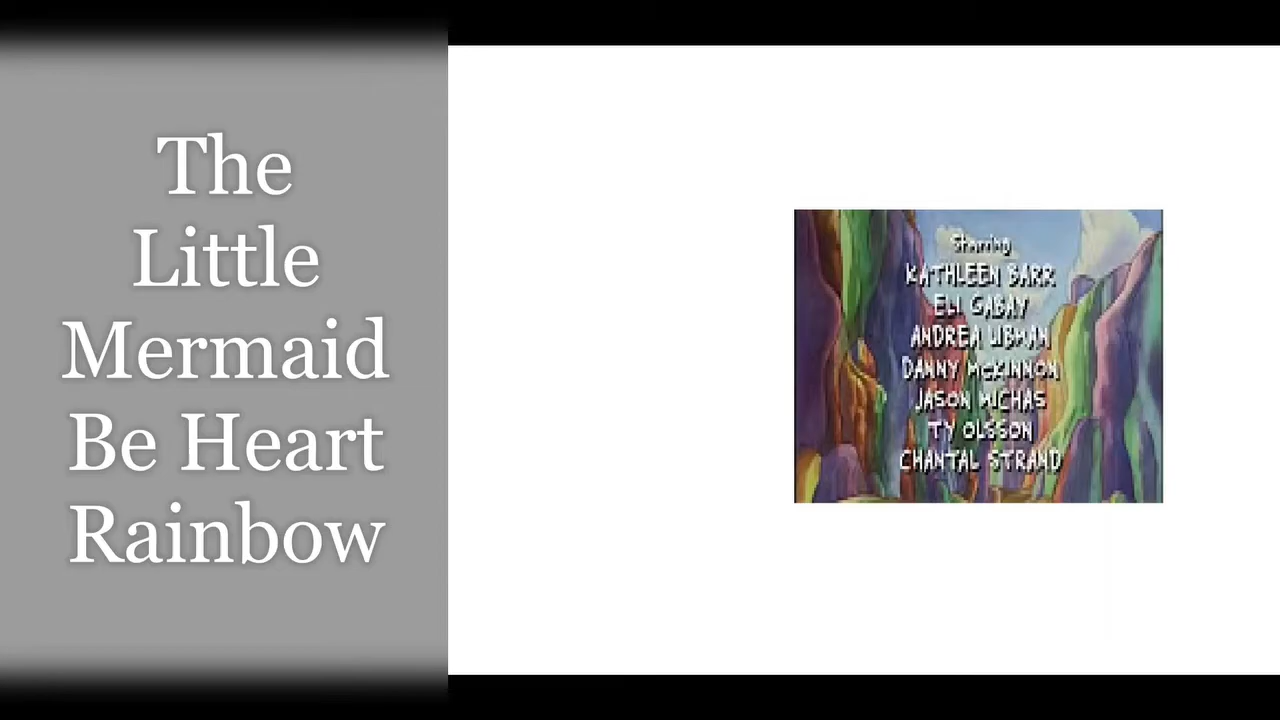 The
Little
Mermaid
Be Heart
Rainbow
Starring
KATHLEEN BARR
ELI GABAY
ANDREA LIBMAN
DANNY McKINNON
JASON MICHAS
TY OLSSON
CHANTAL STRAND